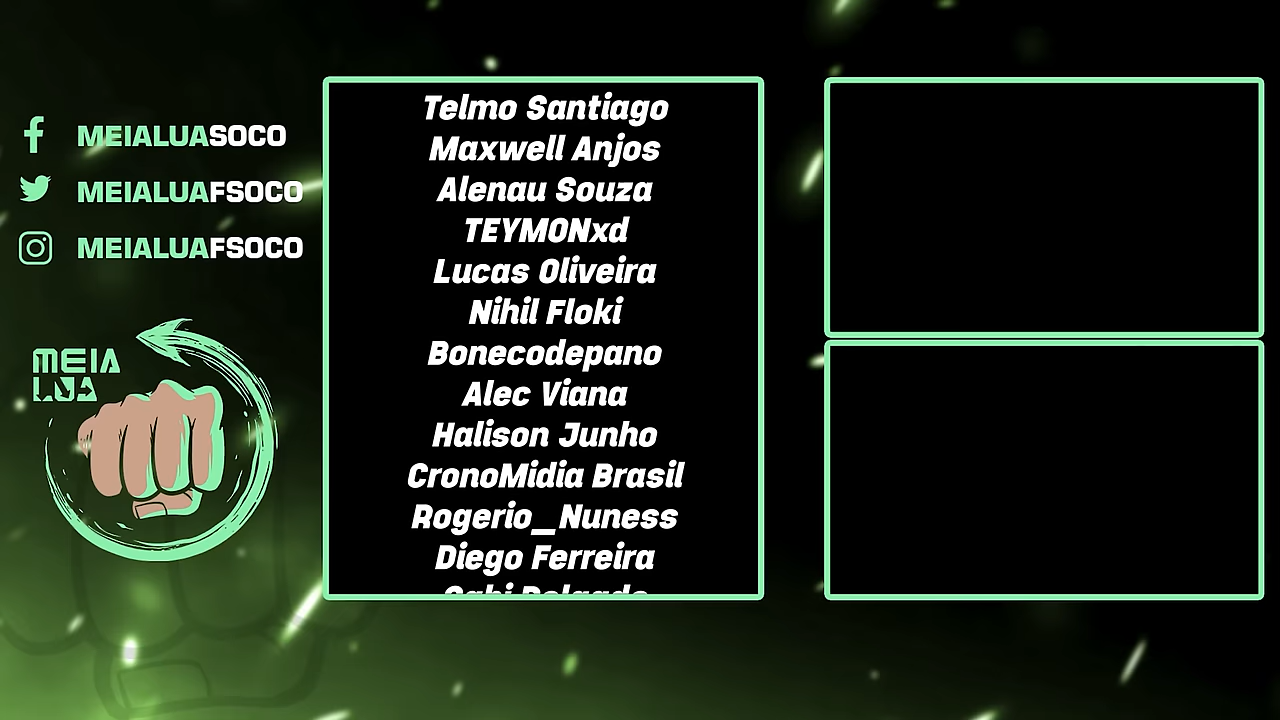 MEIALUASOCO
MEIALUAFSOCO
MEIALUAFSOCO
MEIA
LUA
Telmo Santiago
Maxwell Anjos
Alenau Souza
TEYMONxd
Lucas Oliveira
Nihil Floki
Bonecodepano
Alec Viana
Halison Junho
CronoMidia Brasil
Rogerio_Nuness
Diego Ferreira